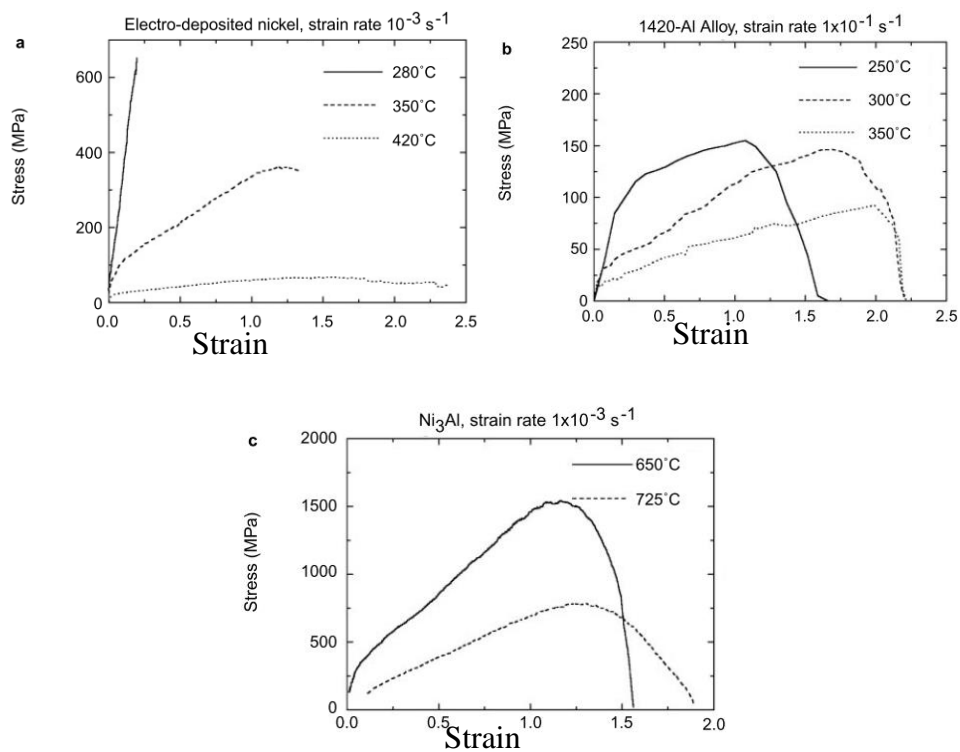 a
Electro-deposited nickel, strain rate 10⁻³ s⁻¹
600
400
200
0
Stress (MPa)
280°C
350°C
420°C
0.0 0.5 1.0 1.5 2.0 2.5
Strain
b
1420-Al Alloy, strain rate 1x10⁻¹ s⁻¹
250
200
150
100
50
0
Stress (MPa)
250°C
300°C
350°C
0.0 0.5 1.0 1.5 2.0 2.5
Strain
c
Ni₃Al, strain rate 1x10⁻³ s⁻¹
2000
1500
1000
500
0
Stress (MPa)
650°C
725°C
0.0 0.5 1.0 1.5 2.0
Strain